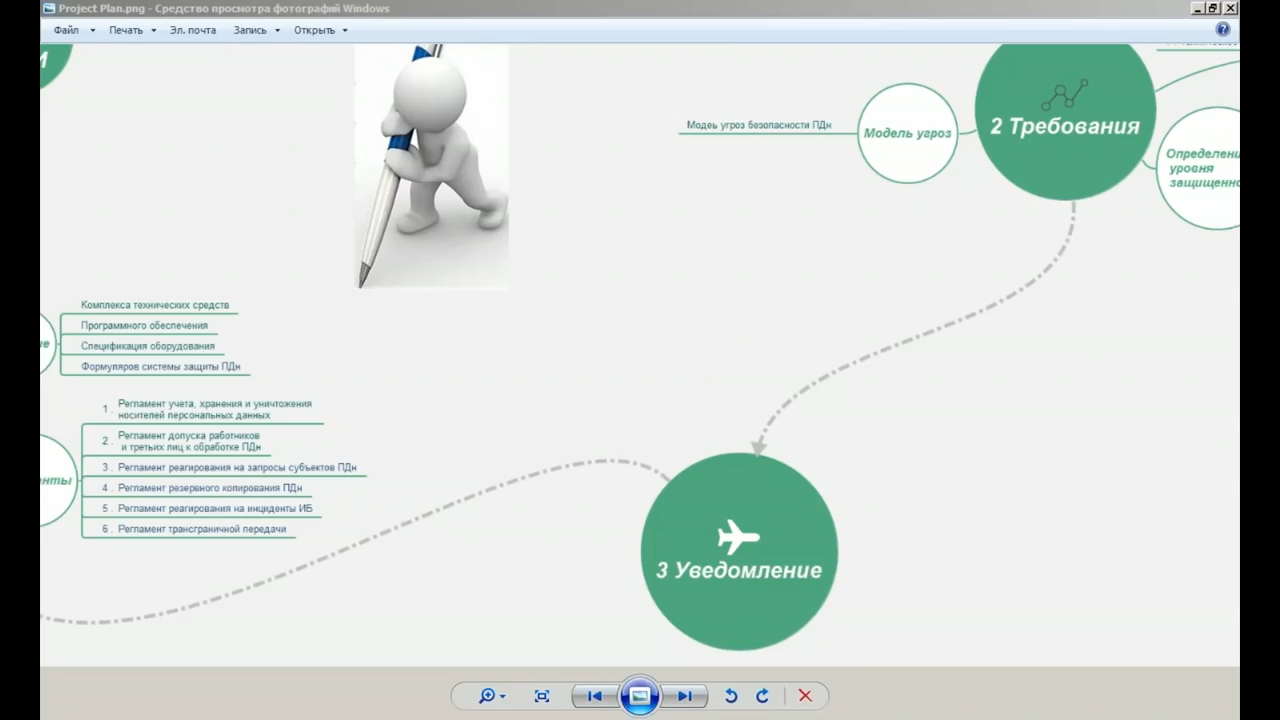 Project Plan.png - Средство просмотра фотографий Windows
Файл Печать Эл. почта Запись Открыть
2 Требования
Модель угроз
Модеь угроз безопасности ПДн
уровня
Комплекса технических средств
Программного обеспечения
Спецификация оборудования
Формуляров системы защиты ПДн
1. Регламент учета, хранения и уничтожения
носителей персональных данных
2. Регламент допуска работников
и третьих лиц к обработке ПДн
3. Регламент реагирования на запросы субъектов ПДн
4. Регламент резервного копирования ПДн
5. Регламент реагирования на инциденты ИБ
6. Регламент трансграничной передачи
3 Уведомление